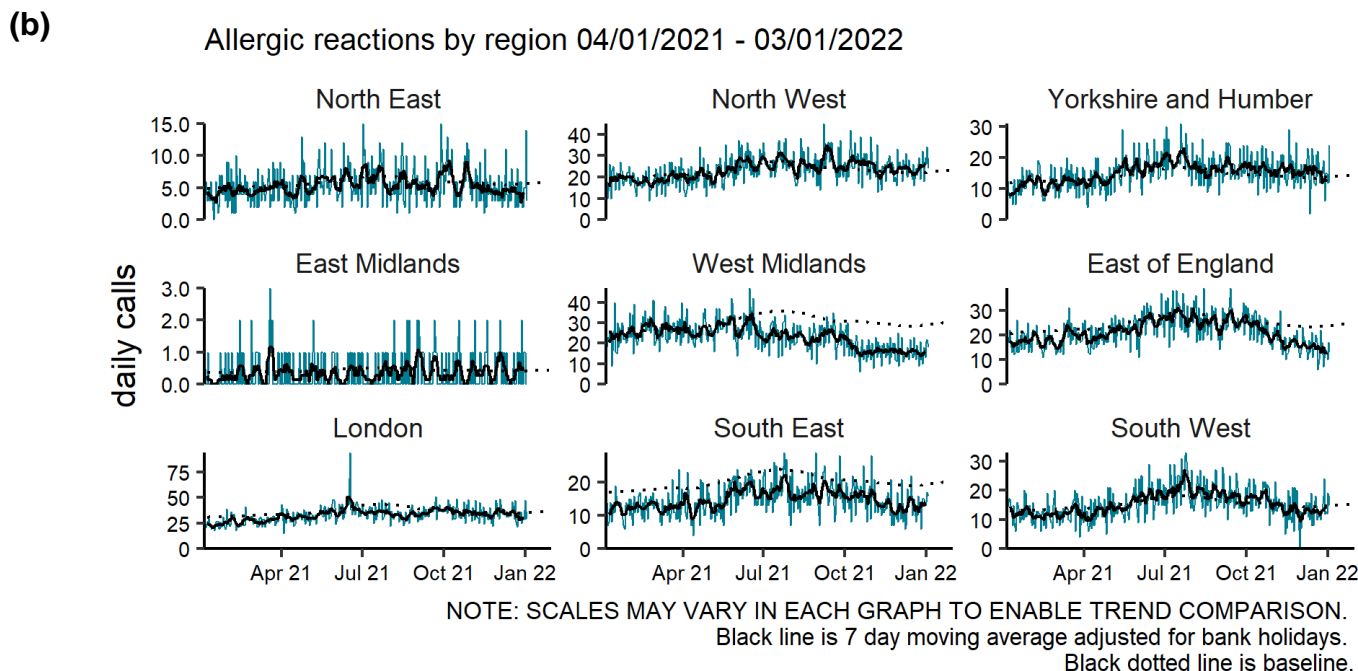 (b)
Allergic reactions by region 04/01/2021 - 03/01/2022
daily calls
North East
15.0
10.0
5.0
0.0
North West
40
30
20
10
0
Yorkshire and Humber
30
20
10
0
East Midlands
3.0
2.0
1.0
0.0
West Midlands
40
30
20
10
0
East of England
30
20
10
0
London
75
50
25
0
Apr 21 Jul 21 Oct 21 Jan 22
South East
20
10
0
Apr 21 Jul 21 Oct 21 Jan 22
South West
30
20
10
0
Apr 21 Jul 21 Oct 21 Jan 22
NOTE: SCALES MAY VARY IN EACH GRAPH TO ENABLE TREND COMPARISON.
Black line is 7 day moving average adjusted for bank holidays.
Black dotted line is baseline.